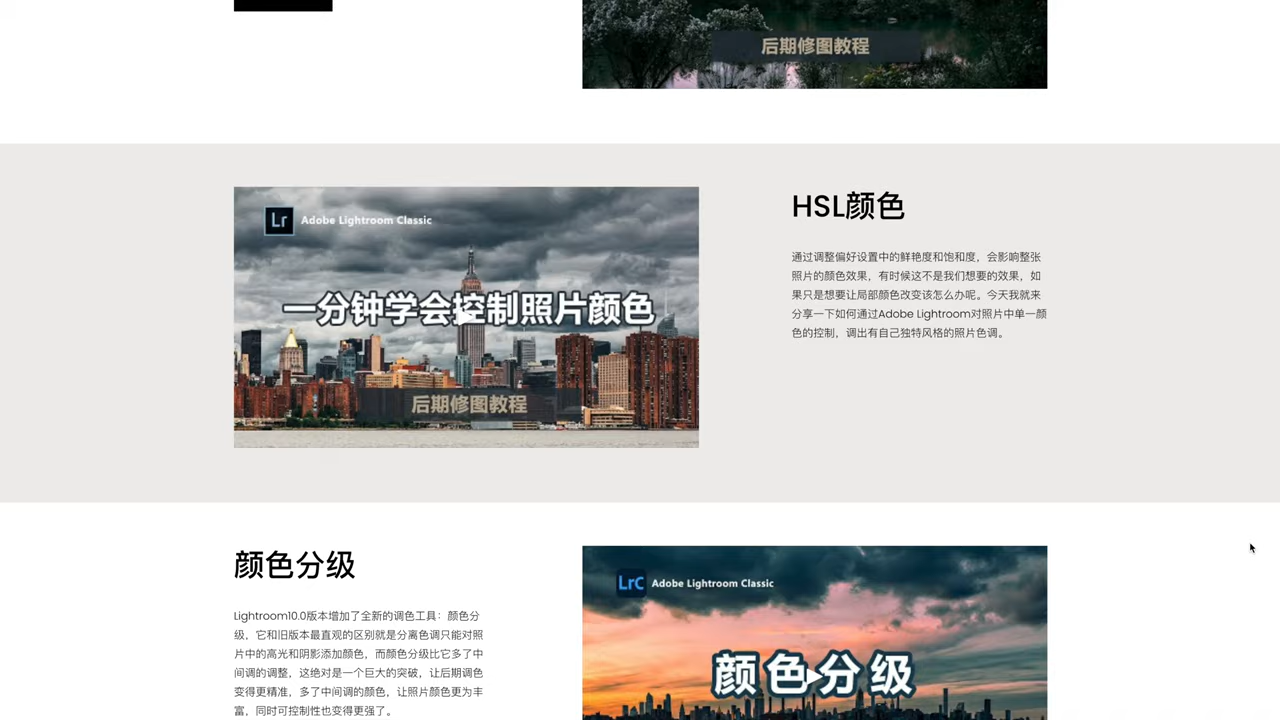 后期修图教程
Lr Adobe Lightroom Classic
一分钟学会控制照片颜色
后期修图教程
HSL颜色
通过调整偏好设置中的鲜艳度和饱和度，会影响整张
照片的颜色效果，有时候这不是我们想要的效果，如
果只是想要让局部颜色改变该怎么办呢。今天我就来
分享一下如何通过Adobe Lightroom对照片中单一颜
色的控制，调出有自己独特风格的照片色调。
颜色分级
Lightroom10.0版本增加了全新的调色工具：颜色分
级，它和旧版本最直观的区别就是分离色调只能对照
片中的高光和阴影添加颜色，而颜色分级比它多了中
间调的调整，这绝对是一个巨大的突破，让后期调色
变得更精准，多了中间调的颜色，让照片颜色更为丰
富，同时可控制性也变得更强了。
LrC Adobe Lightroom Classic
颜色分级